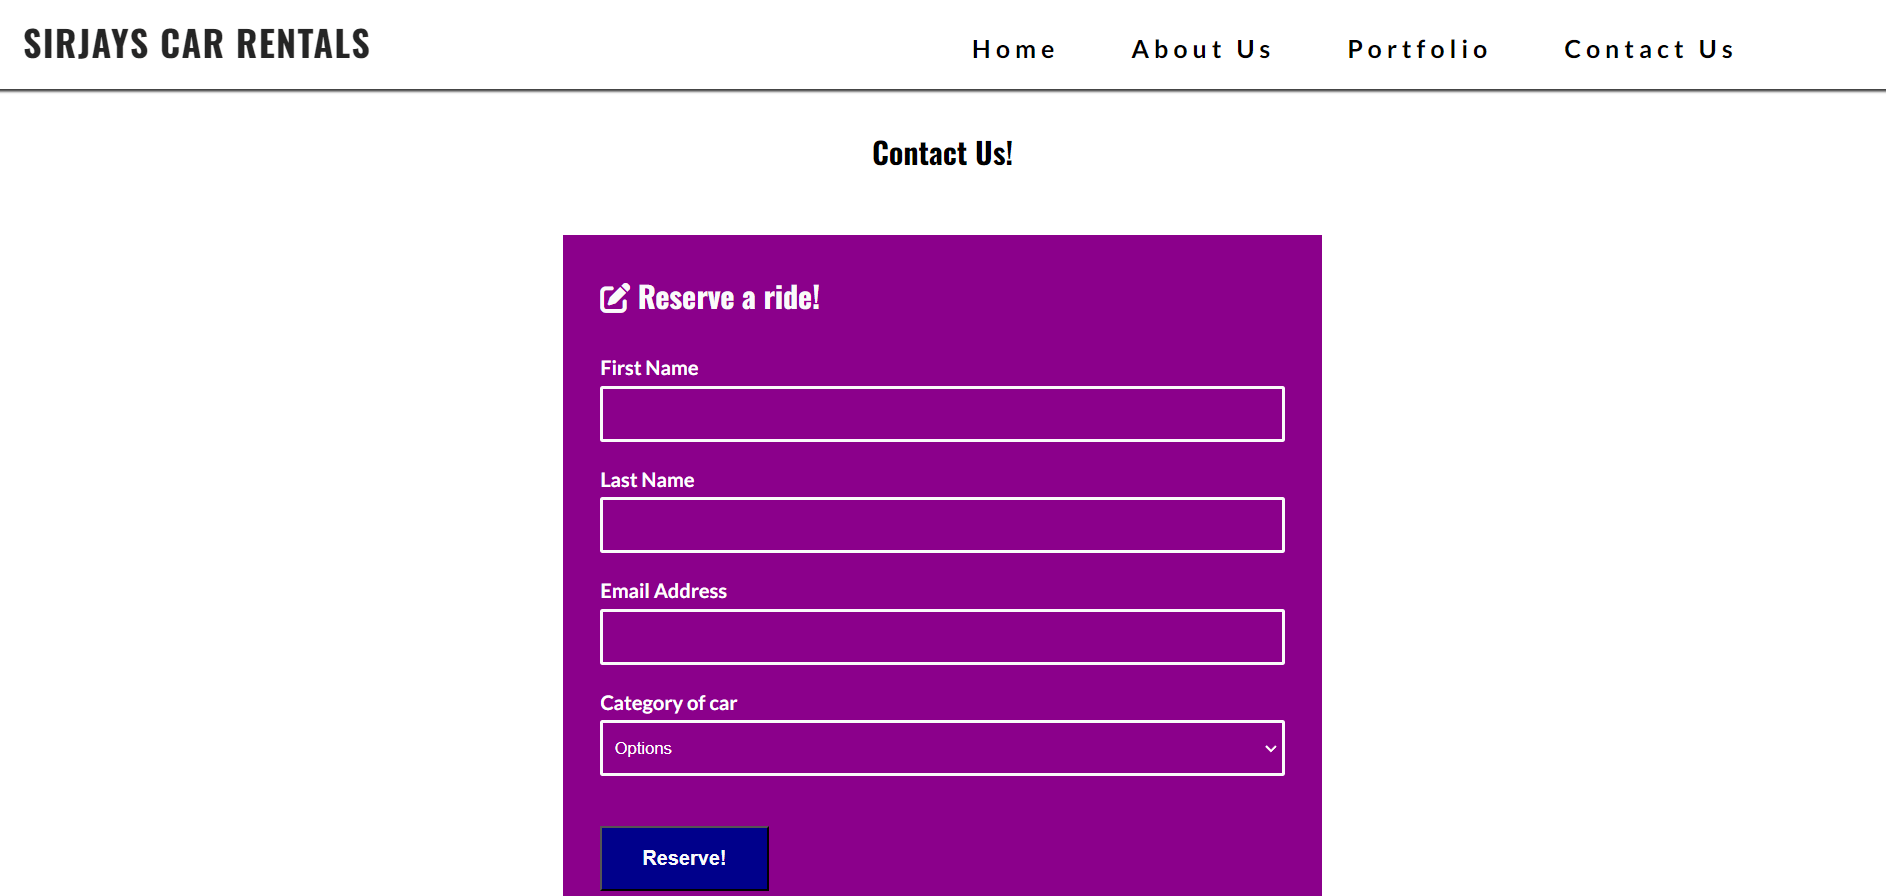 SIRJAYS CAR RENTALS
Home About Us Portfolio Contact Us
Contact Us!
Reserve a ride!
First Name
Last Name
Email Address
Category of car
Options
Reserve!